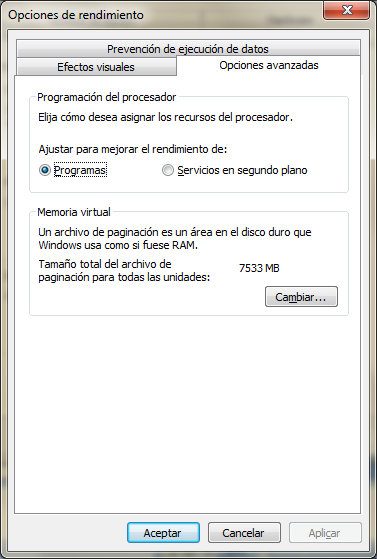 Opciones de rendimiento
Prevención de ejecución de datos
Efectos visuales
Opciones avanzadas
Programación del procesador
Elija cómo desea asignar los recursos del procesador.
Ajustar para mejorar el rendimiento de:
Programas
Servicios en segundo plano
Memoria virtual
Un archivo de paginación es un área en el disco duro que
Windows usa como si fuese RAM.
Tamaño total del archivo de
paginación para todas las unidades:
7533 MB
Cambiar...
Aceptar
Cancelar
Aplicar